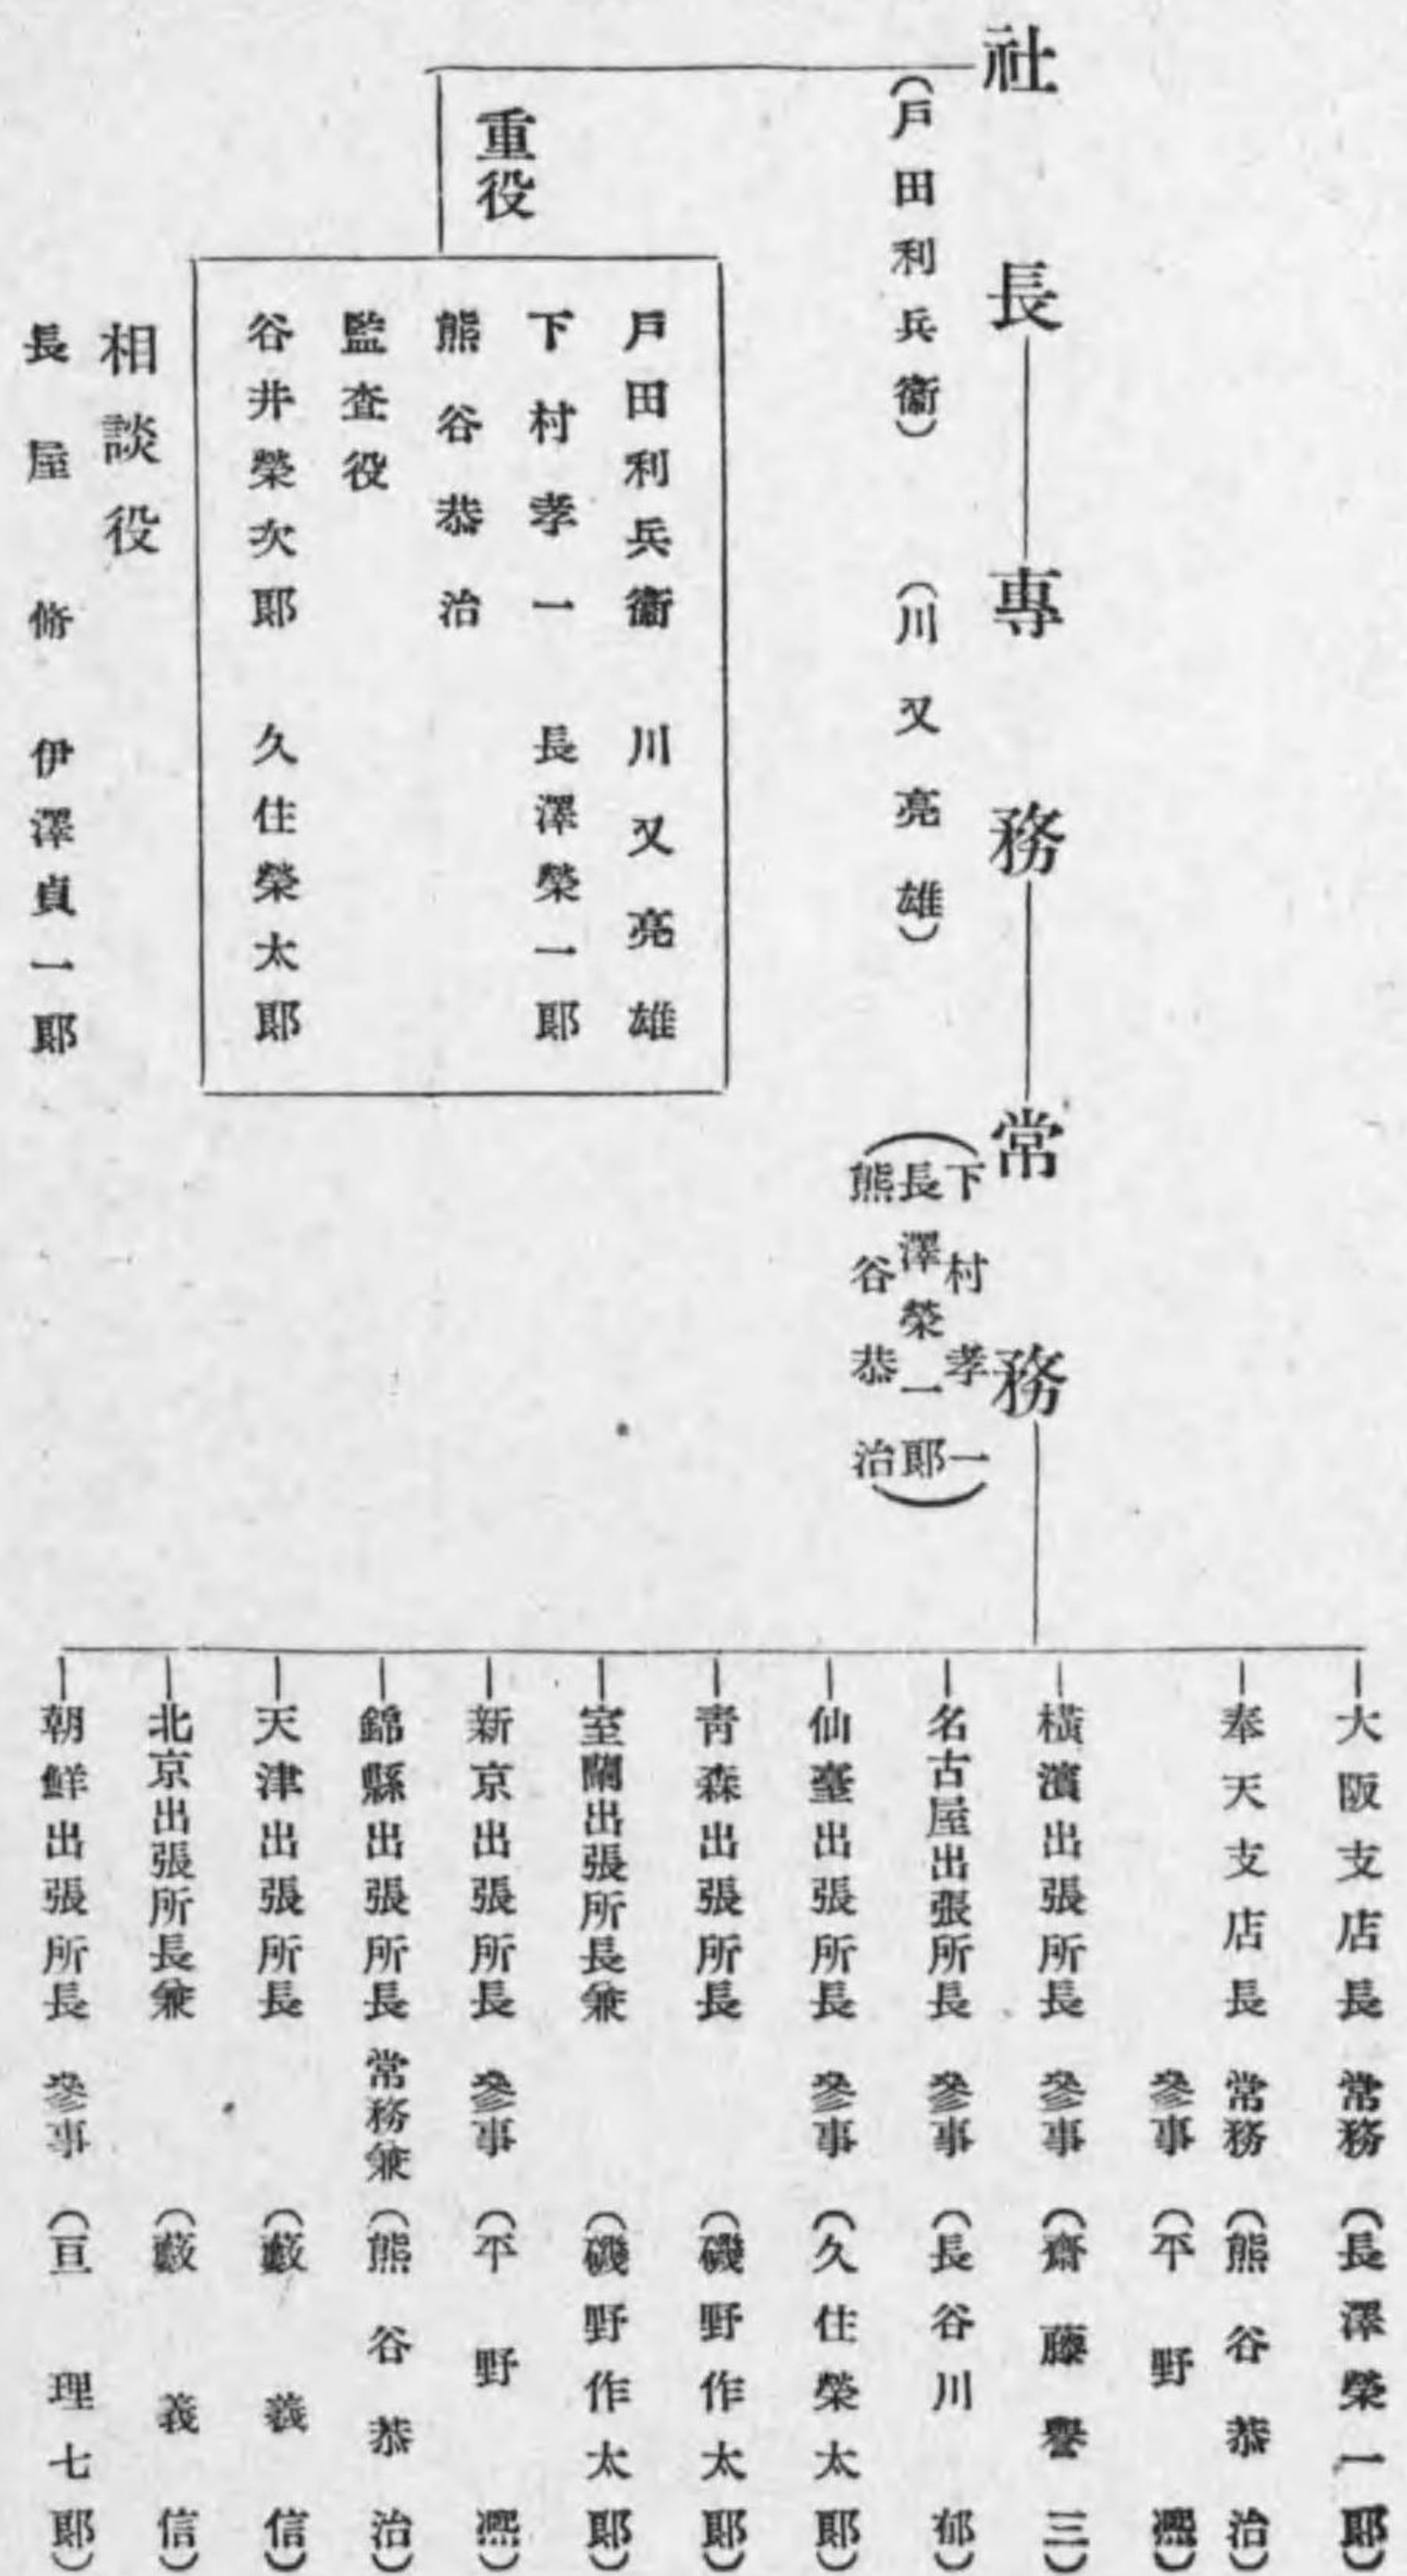 社長―專務―常務
(戸田利兵衞)
(川又亮雄)
(下村孝一
長澤榮一郎
熊谷恭治)
重役
戸田利兵衞　川又亮雄
下村孝一　長澤榮一郎
熊谷恭治
監査役
谷井榮次郎　久住榮太郎
相談役
長屋脩　伊澤貞一郎
大阪支店長　常務　(長澤榮一郎)
奉天支店長　常務　(熊谷恭治)
參事　(平野凞)
橫濱出張所長　參事　(齋藤譽三)
名古屋出張所長　參事　(長谷川郁)
仙臺出張所長　參事　(久住榮太郎)
靑森出張所長　(磯野作太郎)
室蘭出張所長兼　(磯野作太郎)
新京出張所長　參事　(平野凞)
錦縣出張所長　常務兼　(熊谷恭治)
天津出張所長　(藪義信)
北京出張所長兼　(藪義信)
朝鮮出張所長　參事　(亘理七郎)